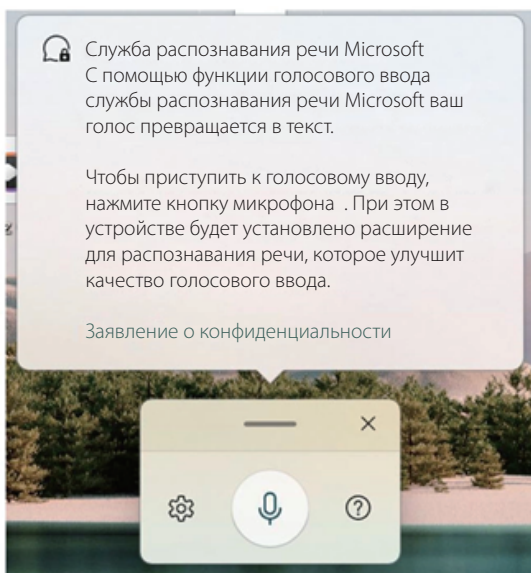 Служба распознавания речи Microsoft
С помощью функции голосового ввода
службы распознавания речи Microsoft ваш
голос превращается в текст.
Чтобы приступить к голосовому вводу,
нажмите кнопку микрофона . При этом в
устройстве будет установлено расширение
для распознавания речи, которое улучшит
качество голосового ввода.
Заявление о конфиденциальности